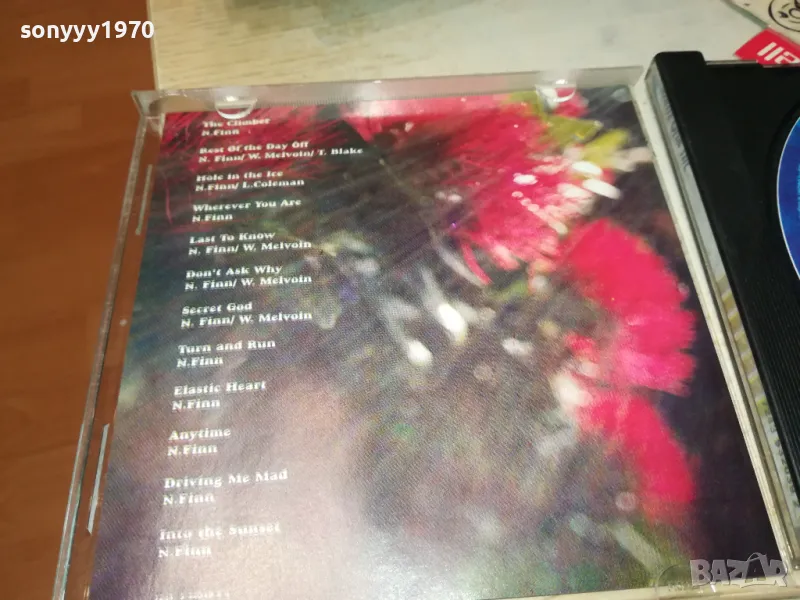 sonyyy1970
The Climber
N.Finn
Rest Of the Day Off
N. Finn/ W. Melvoin/ T. Blake
Hole in the Ice
N.Finn/ L.Coleman
Wherever You Are
N.Finn
Last To Know
N. Finn/ W. Melvoin
Don't Ask Why
N. Finn/ W. Melvoin
Secret God
N. Finn/ W. Melvoin
Turn and Run
N.Finn
Elastic Heart
N.Finn
Anytime
N.Finn
Driving Me Mad
N.Finn
Into the Sunset
N.Finn
BAZAR